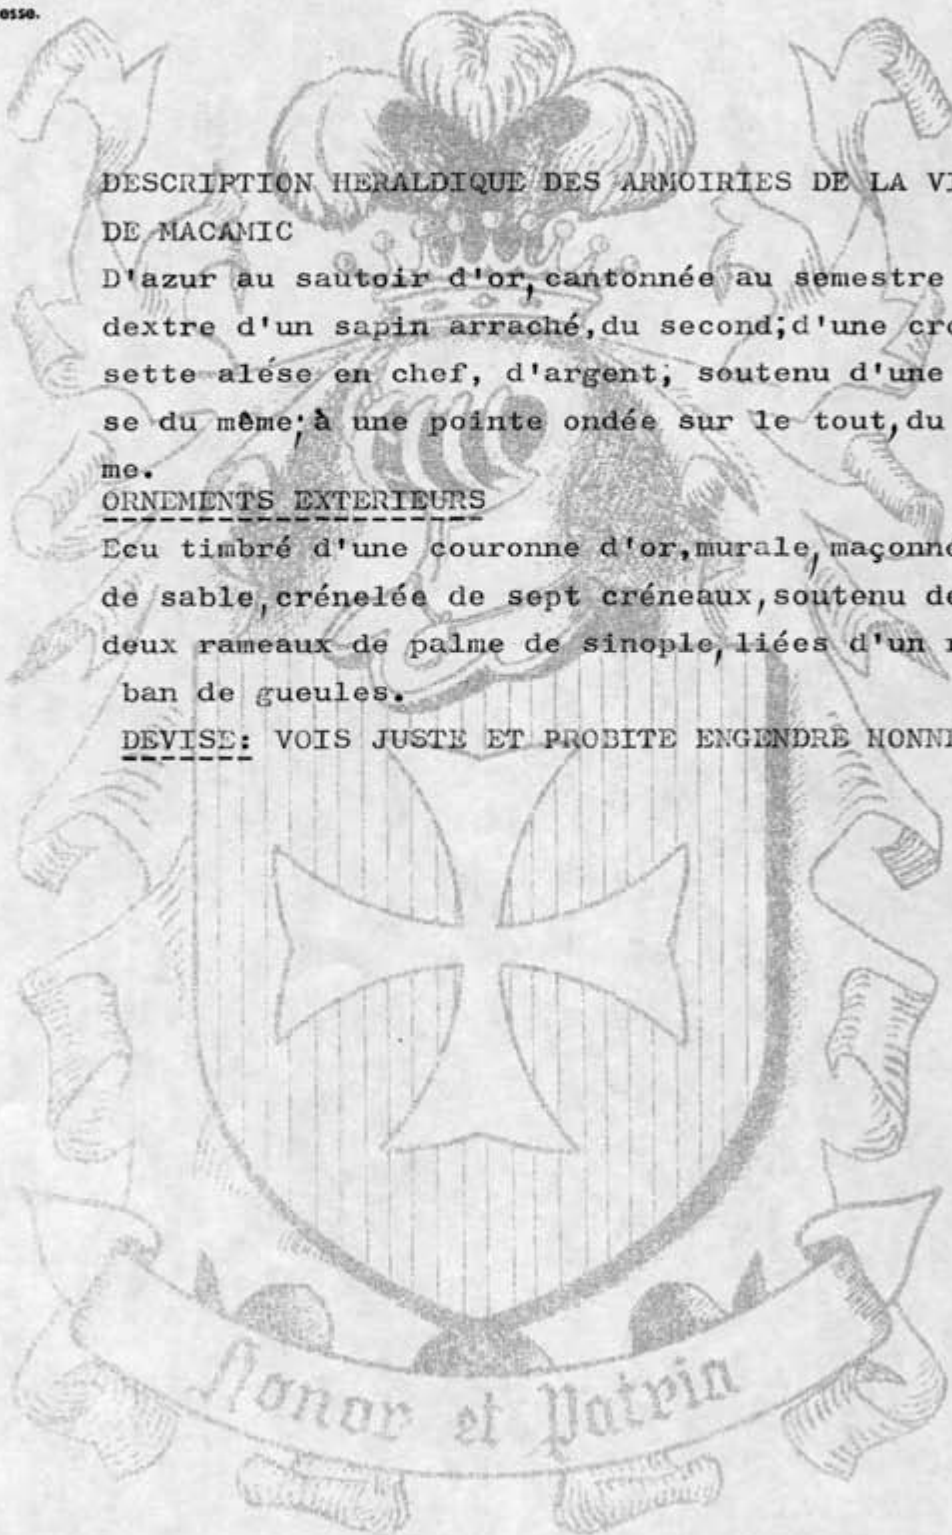 esse.
DESCRIPTION HERALDIQUE DES ARMOIRIES DE LA VI
DE MACAMIC
D'azur au sautoir d'or, cantonnée au semestre
dextre d'un sapin arraché,du second;d'une cro
sette alése en chef, d'argent; soutenu d'une
se du même;à une pointe ondée sur le tout,du
me.
ORNEMENTS EXTERIEURS
Ecu timbré d'une couronne d'or,murale,maçonné
de sable,crénelée de sept créneaux,soutenu de
deux rameaux de palme de sinople,liées d'un r
ban de gueules.
DEVISE: VOIS JUSTE ET PROBITE ENGENDRE HONNE
Honor et Patria